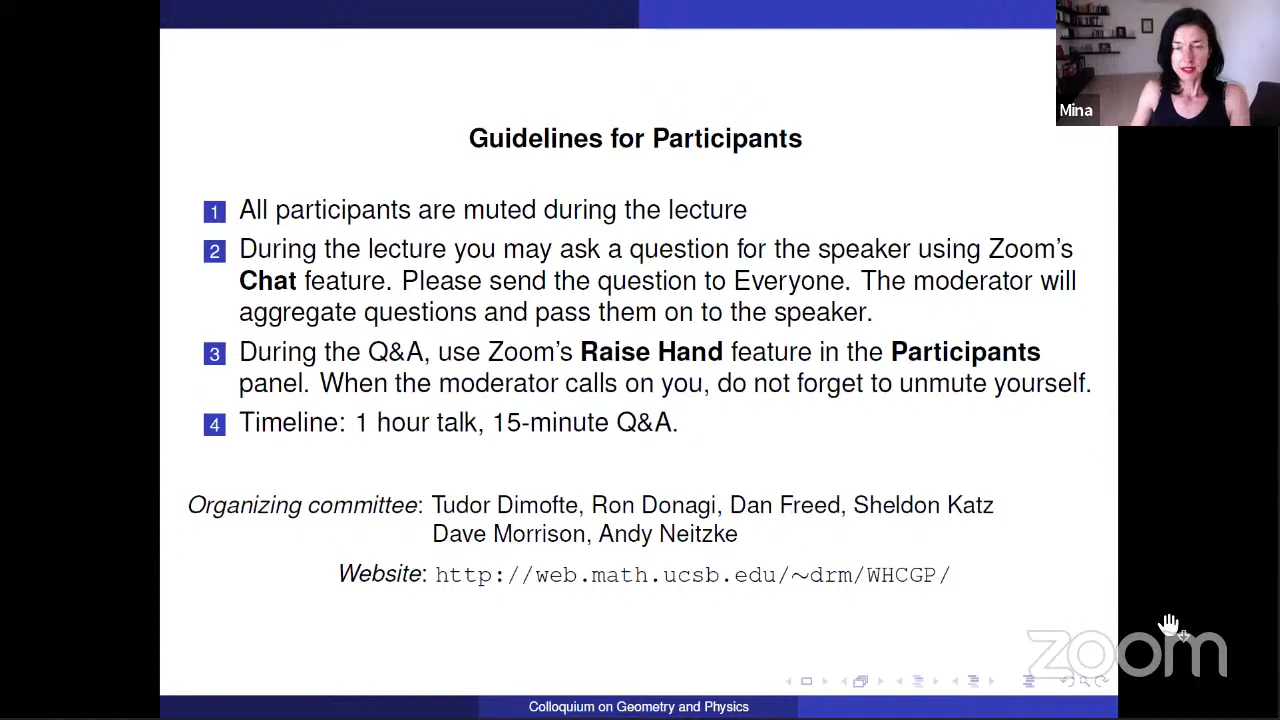 Mina
Guidelines for Participants
1 All participants are muted during the lecture
2 During the lecture you may ask a question for the speaker using Zoom's
Chat feature. Please send the question to Everyone. The moderator will
aggregate questions and pass them on to the speaker.
3 During the Q&A, use Zoom's Raise Hand feature in the Participants
panel. When the moderator calls on you, do not forget to unmute yourself.
4 Timeline: 1 hour talk, 15-minute Q&A.
Organizing committee: Tudor Dimofte, Ron Donagi, Dan Freed, Sheldon Katz
Dave Morrison, Andy Neitzke
Website: http://web.math.ucsb.edu/~drm/WHCGP/
zoom
Colloquium on Geometry and Physics